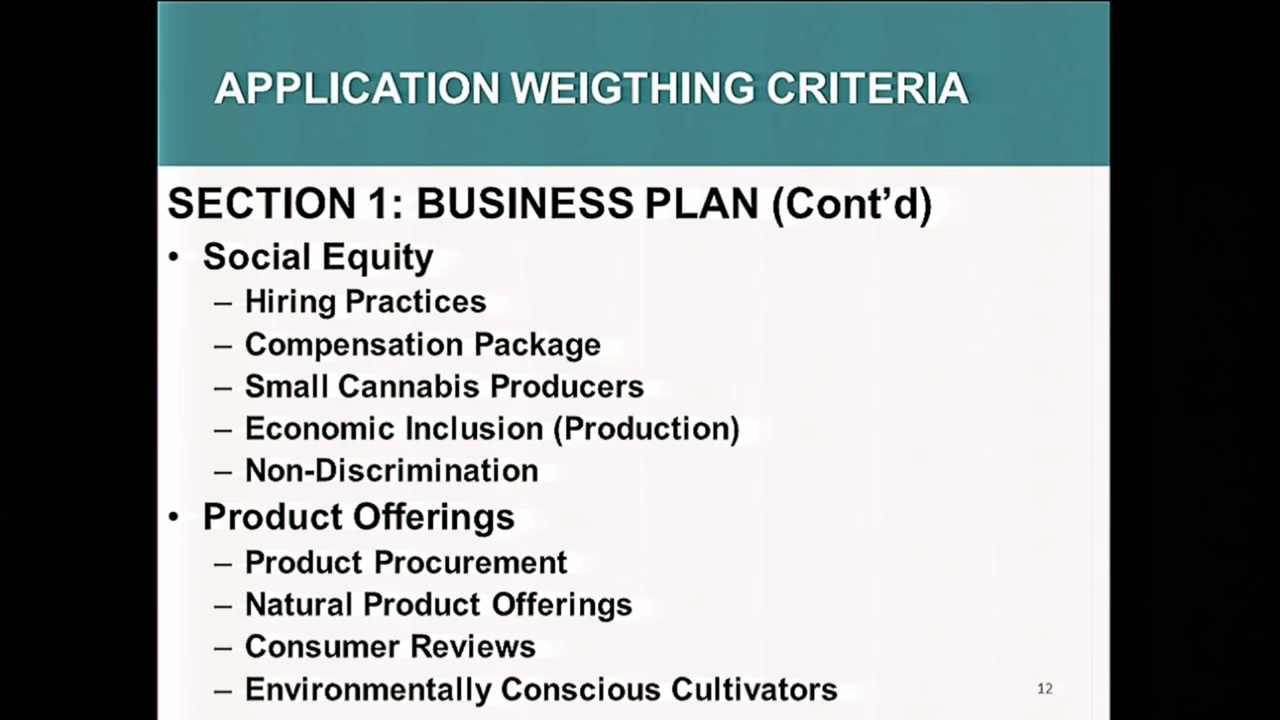 APPLICATION WEIGTHING CRITERIA
SECTION 1: BUSINESS PLAN (Cont’d)
• Social Equity
– Hiring Practices
– Compensation Package
– Small Cannabis Producers
– Economic Inclusion (Production)
– Non-Discrimination
• Product Offerings
– Product Procurement
– Natural Product Offerings
– Consumer Reviews
– Environmentally Conscious Cultivators
12